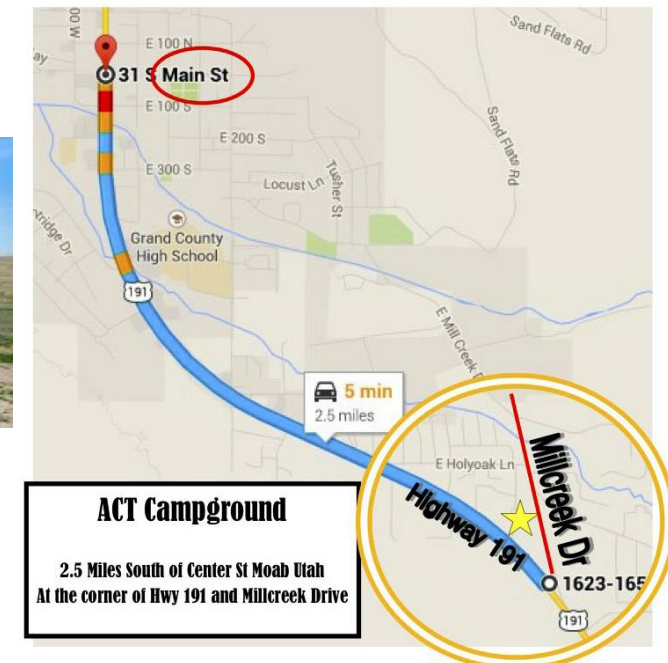 E 100 N
Sand Flats Rd
31 S Main St
E 100 S
E 200 S
Sand Flats Rd
E 300 S
Locust Ln
Tusher St
Grand County
High School
191
E Mill Creek
5 min
2.5 miles
E Holyoak Ln
Millcreek Dr
Highway 191
1623-165
191
ACT Campground
2.5 Miles South of Center St Moab Utah
At the corner of Hwy 191 and Millcreek Drive